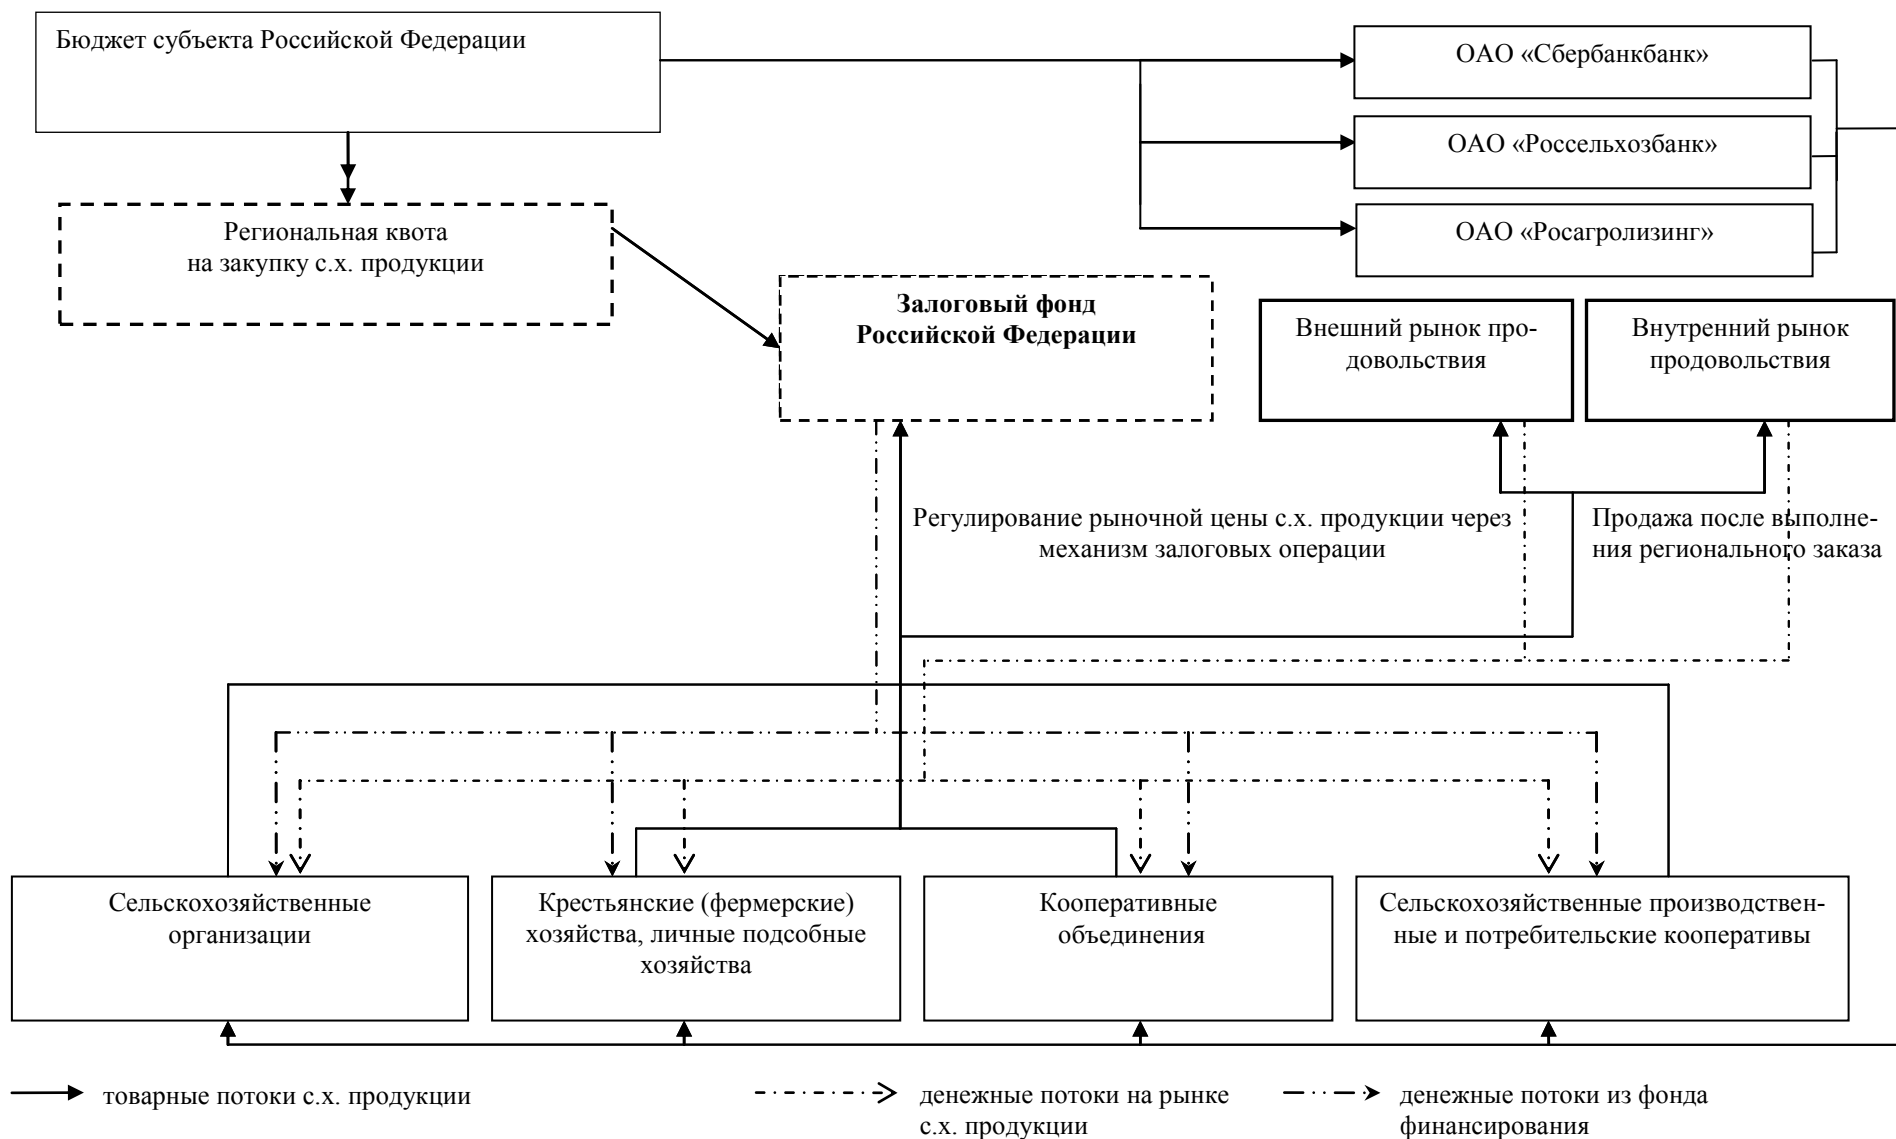 Бюджет субъекта Российской Федерации
ОАО «Сбербанкбанк»
ОАО «Россельхозбанк»
ОАО «Росагролизинг»
Региональная квота
на закупку с.х. продукции
Залоговый фонд
Российской Федерации
Внешний рынок про-
довольствия
Внутренний рынок
продовольствия
Регулирование рыночной цены с.х. продукции через
механизм залоговых операции
Продажа после выполне-
ния регионального заказа
Сельскохозяйственные
организации
Крестьянские (фермерские)
хозяйства, личные подсобные
хозяйства
Кооперативные
объединения
Сельскохозяйственные производствен-
ные и потребительские кооперативы
товарные потоки с.х. продукции
денежные потоки на рынке
с.х. продукции
денежные потоки из фонда
финансирования